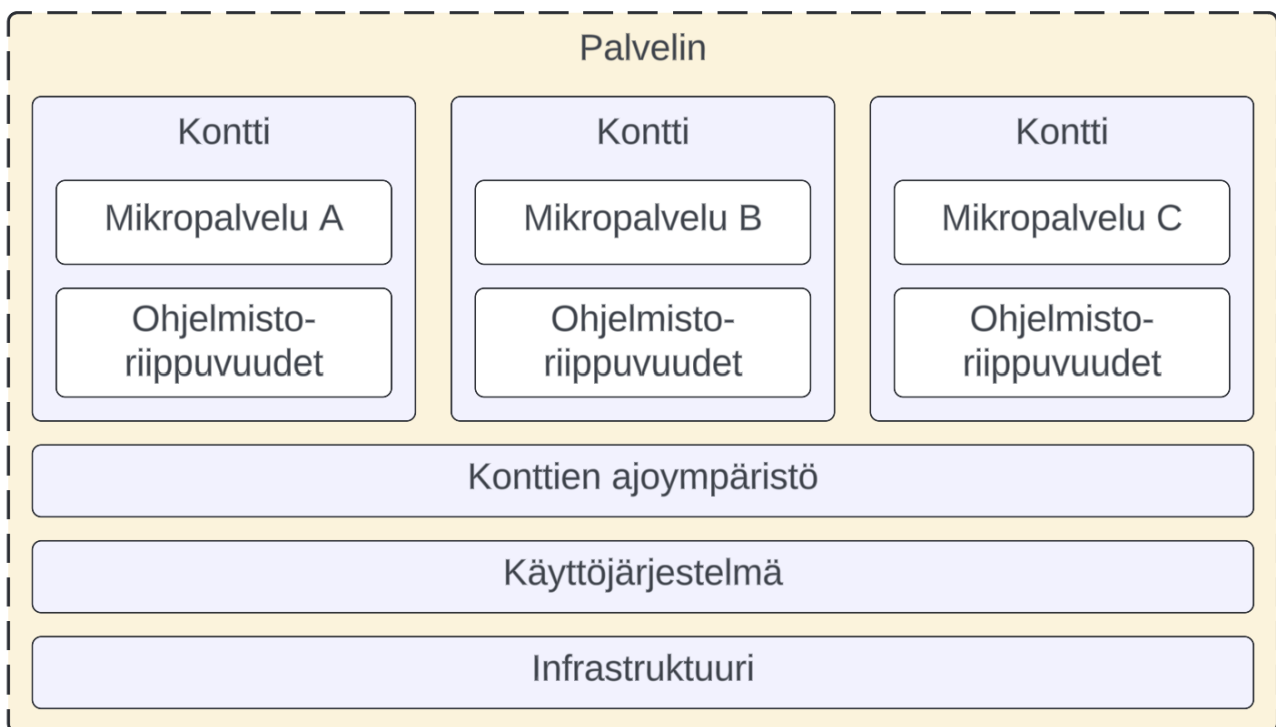 Palvelin
Kontti
Mikropalvelu A
Ohjelmisto-
riippuvuudet
Kontti
Mikropalvelu B
Ohjelmisto-
riippuvuudet
Kontti
Mikropalvelu C
Ohjelmisto-
riippuvuudet
Konttien ajoympäristö
Käyttöjärjestelmä
Infrastruktuuri